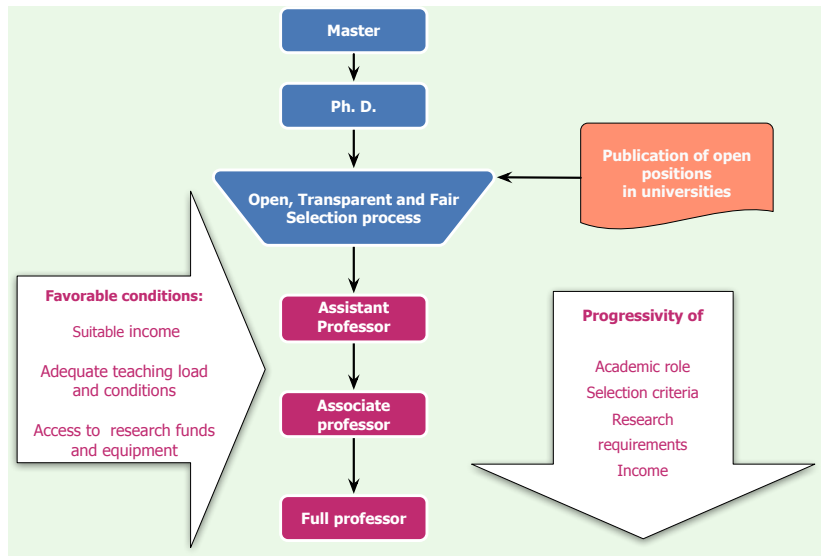 Master
Ph. D.
Open, Transparent and Fair
Selection process
Publication of open
positions
in universities
Favorable conditions:
Suitable income
Adequate teaching load
and conditions
Access to research funds
and equipment
Assistant
Professor
Associate
professor
Full professor
Progressivity of
Academic role
Selection criteria
Research
requirements
Income